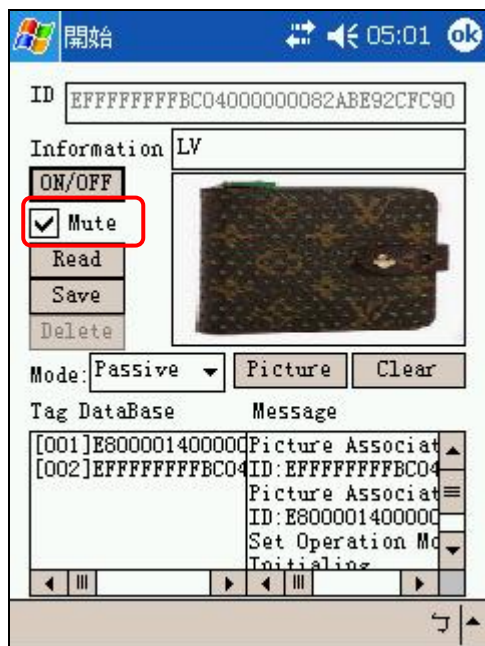 開始 05:01 ok
ID EFFFFFFFFBC04000000082ABE92CFC90
Information LV
ON/OFF
Mute
Read
Save
Delete
Mode: Passive Picture Clear
Tag DataBase Message
[001]E800001400000 Picture Associat
[002]EFFFFFFFFBC04 ID:EFFFFFFFFBC04
Picture Associat
ID:E800001400000
Set Operation Mo
Initialing